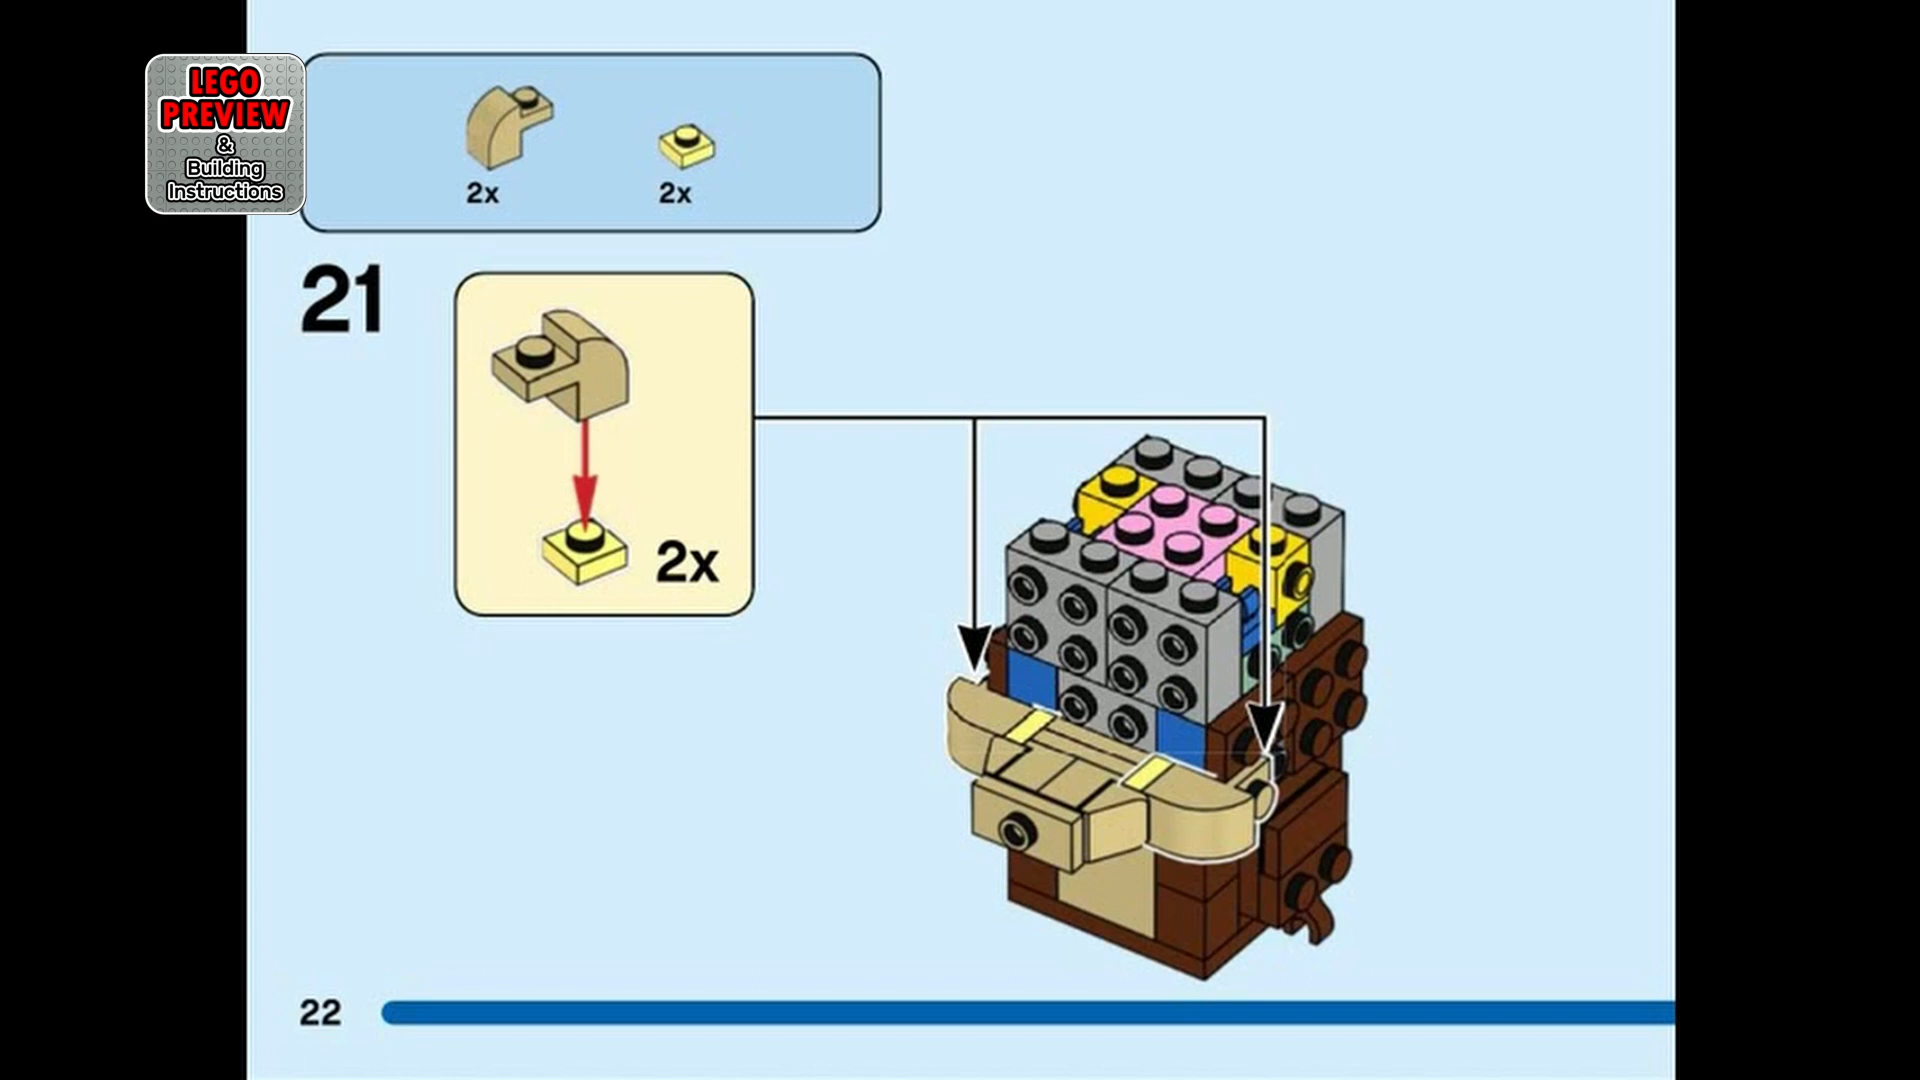 LEGO
PREVIEW
&
Building
Instructions
2x
2x
21
2x
22